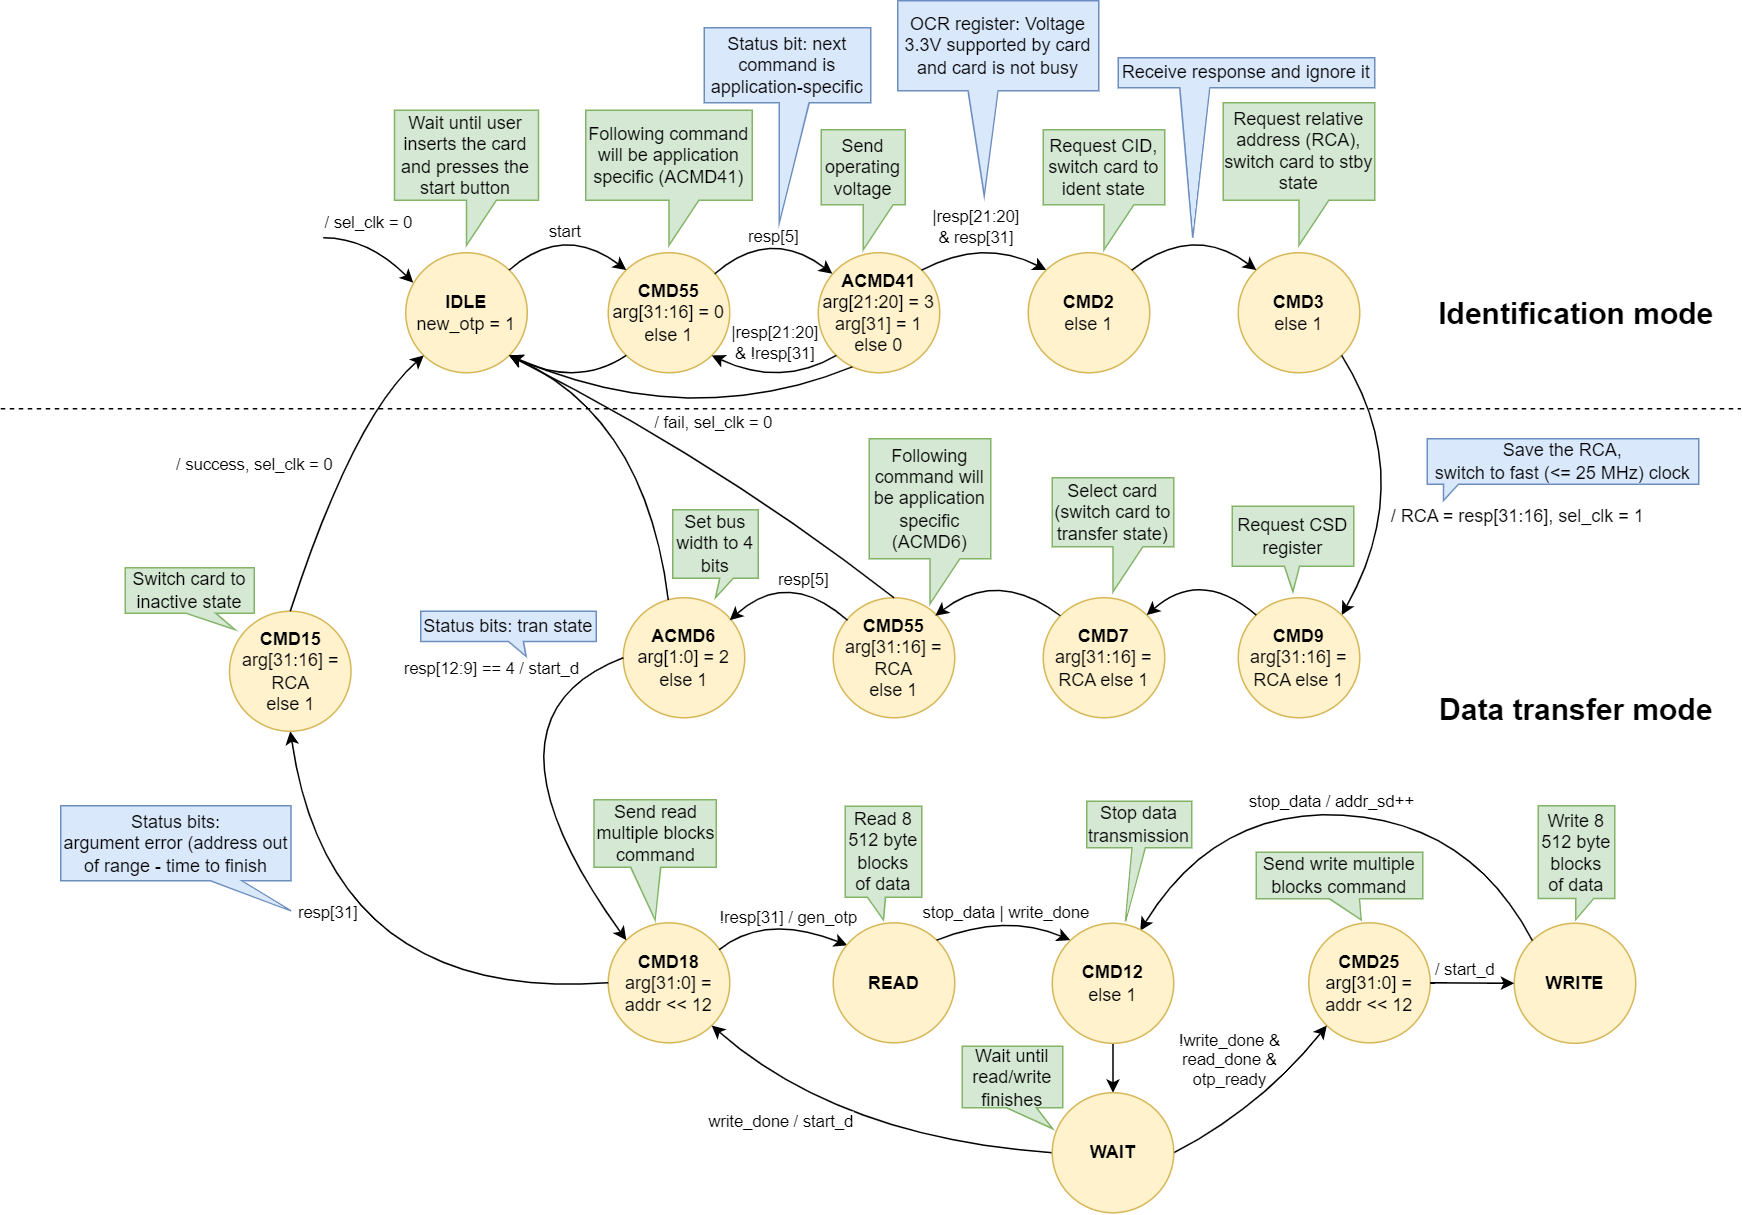 OCR register: Voltage
3.3V supported by card
and card is not busy
Status bit: next
command is
application-specific
Receive response and ignore it
Wait until user
inserts the card
and presses the
start button
Following command
will be application
specific (ACMD41)
Send
operating
voltage
Request CID,
switch card to
ident state
Request relative
address (RCA),
switch card to stby
state
/ sel_clk = 0
start
resp[5]
|resp[21:20]
& resp[31]
IDLE
new_otp = 1
CMD55
arg[31:16] = 0
else 1
|resp[21:20]
& !resp[31]
ACMD41
arg[21:20] = 3
arg[31] = 1
else 0
CMD2
else 1
CMD3
else 1
Identification mode
/ fail, sel_clk = 0
/ success, sel_clk = 0
Following
command will
be application
specific
(ACMD6)
Select card
(switch card to
transfer state)
Request CSD
register
Save the RCA,
switch to fast (<= 25 MHz) clock
/ RCA = resp[31:16], sel_clk = 1
Set bus
width to 4
bits
resp[5]
Switch card to
inactive state
Status bits: tran state
resp[12:9] == 4 / start_d
CMD15
arg[31:16] =
RCA
else 1
ACMD6
arg[1:0] = 2
else 1
CMD55
arg[31:16] =
RCA
else 1
CMD7
arg[31:16] =
RCA else 1
CMD9
arg[31:16] =
RCA else 1
Data transfer mode
Status bits:
argument error (address out
of range - time to finish
resp[31]
Send read
multiple blocks
command
Read 8
512 byte
blocks
of data
Stop data
transmission
stop_data / addr_sd++
Send write multiple
blocks command
Write 8
512 byte
blocks
of data
!resp[31] / gen_otp
stop_data | write_done
CMD18
arg[31:0] =
addr << 12
READ
CMD12
else 1
CMD25
arg[31:0] =
addr << 12
/ start_d
WRITE
Wait until
read/write
finishes
!write_done &
read_done &
otp_ready
write_done / start_d
WAIT